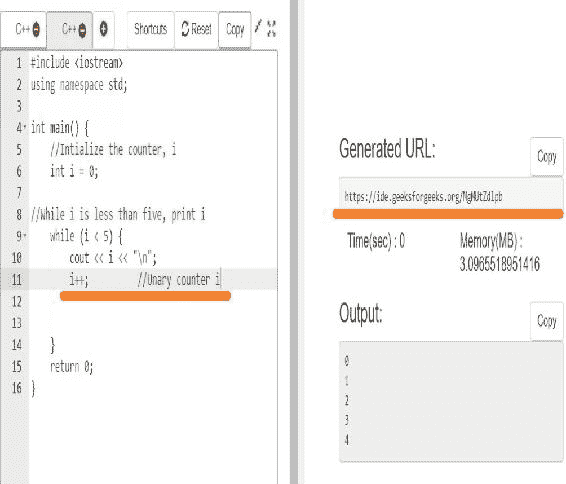 C++ C++ Shortcuts Reset Copy
1 #include <iostream>
2 using namespace std;
3
4 int main() {
5 //Intialize the counter, i
6 int i = 0;
7
8 //While i is less than five, print i
9 while (i < 5) {
10 cout << i << "\n";
11 i++; //Unary counter i
12
13
14 }
15 return 0;
16 }
Generated URL:
Copy
https://ide.geeksforgeeks.org/MgMUtZdlpb
Time(sec) : 0 Memory(MB) :
3.0965518951416
Output:
Copy
0
1
2
3
4